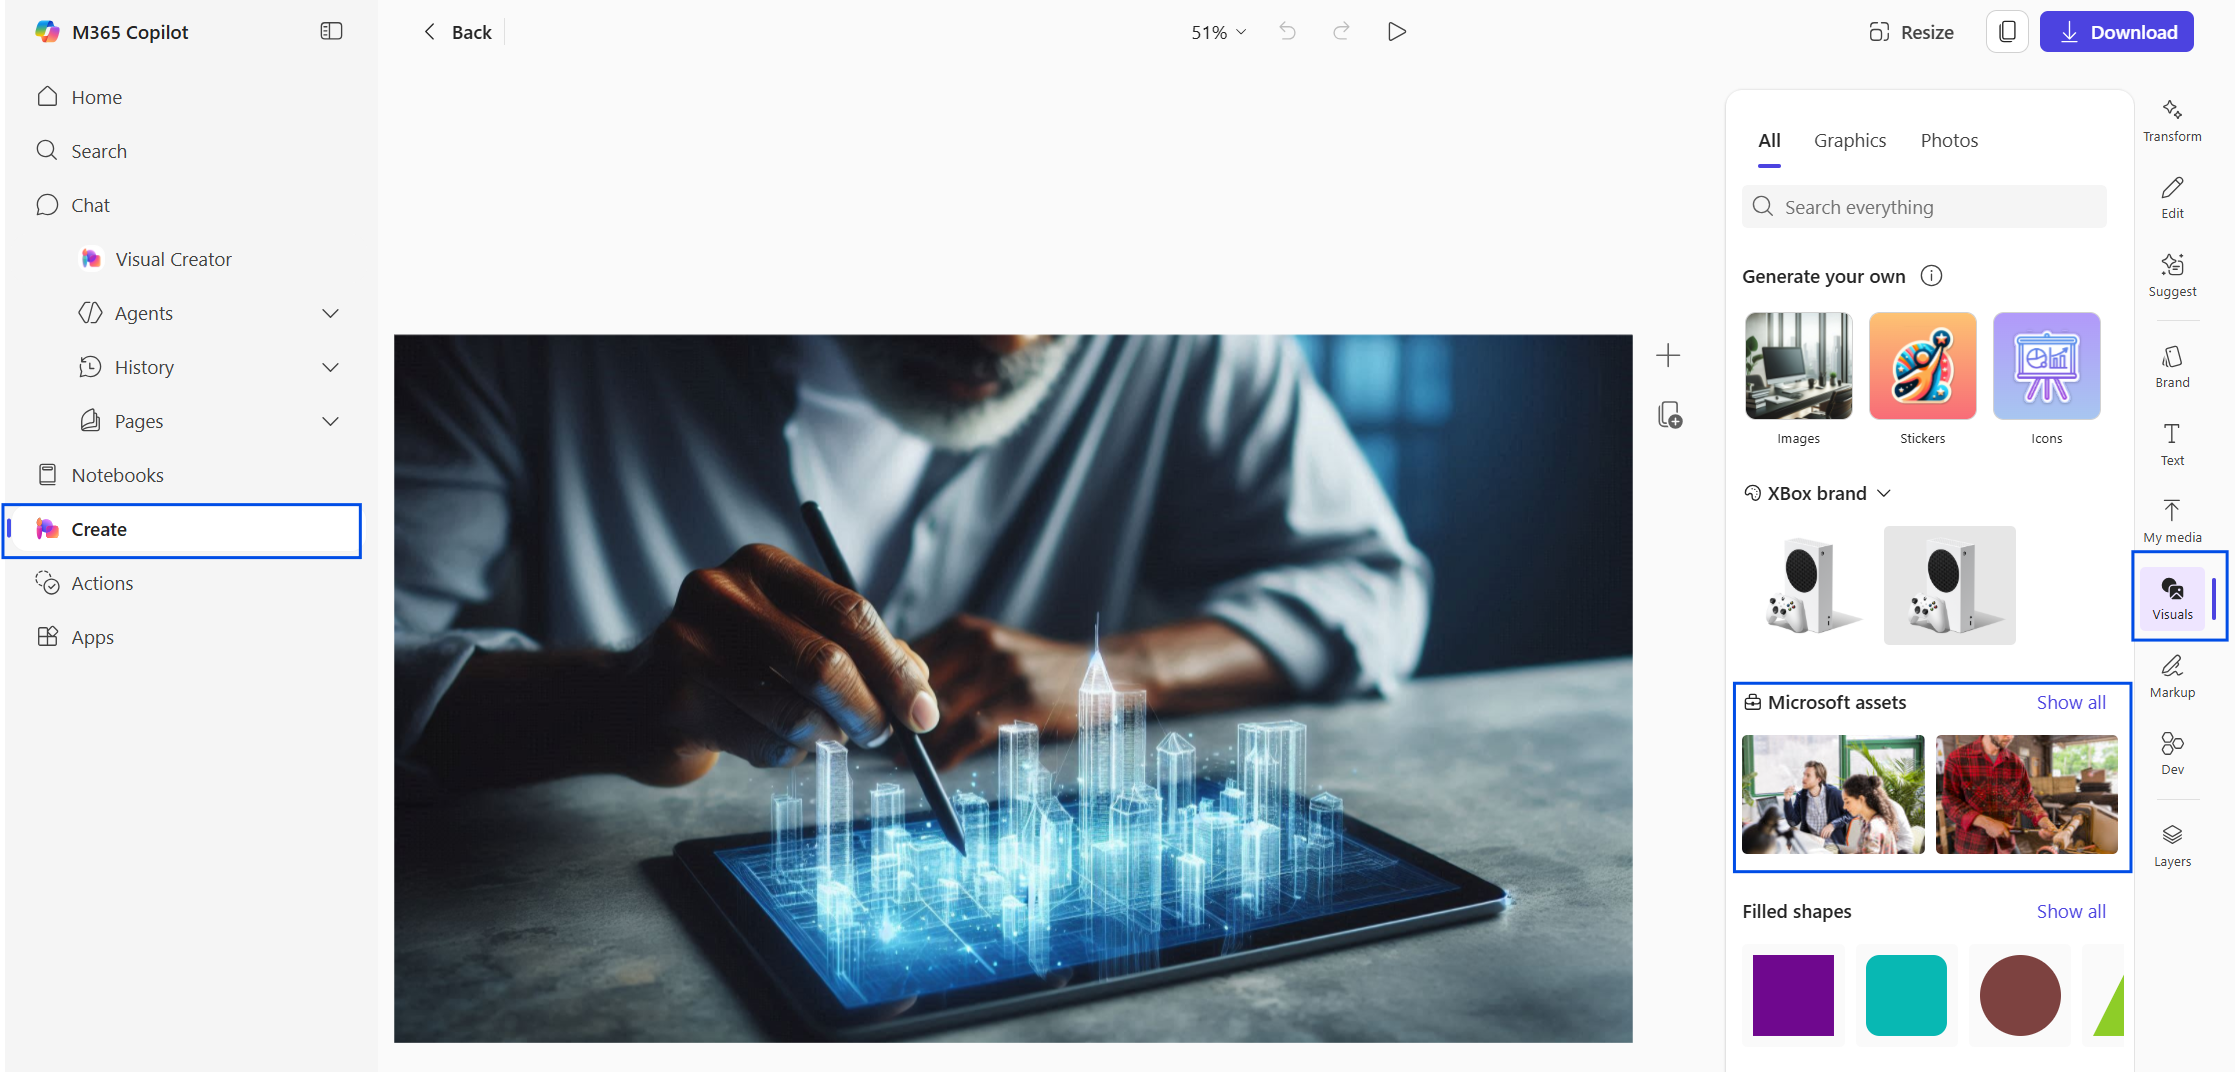 M365 Copilot
Home
Search
Chat
Visual Creator
Agents
History
Pages
Notebooks
Create
Actions
Apps
Back
51%
Resize
Download
All
Graphics
Photos
Search everything
Generate your own
Images
Stickers
Icons
XBox brand
Microsoft assets
Show all
Filled shapes
Show all
Transform
Edit
Suggest
Brand
Text
My media
Visuals
Markup
Dev
Layers